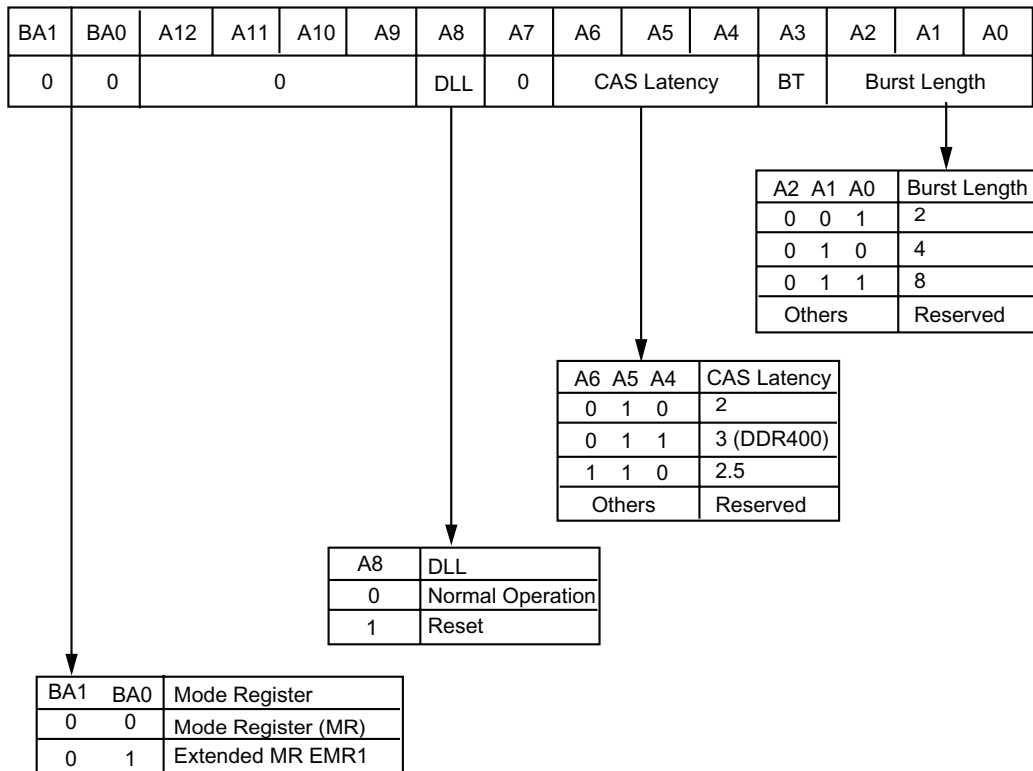 BA1 BA0 A12 A11 A10 A9 A8 A7 A6 A5 A4 A3 A2 A1 A0
0 0 0 DLL 0 CAS Latency BT Burst Length
A2 A1 A0 Burst Length
0 0 1 2
0 1 0 4
0 1 1 8
Others Reserved
A6 A5 A4 CAS Latency
0 1 0 2
0 1 1 3 (DDR400)
1 1 0 2.5
Others Reserved
A8 DLL
0 Normal Operation
1 Reset
BA1 BA0 Mode Register
0 0 Mode Register (MR)
0 1 Extended MR EMR1